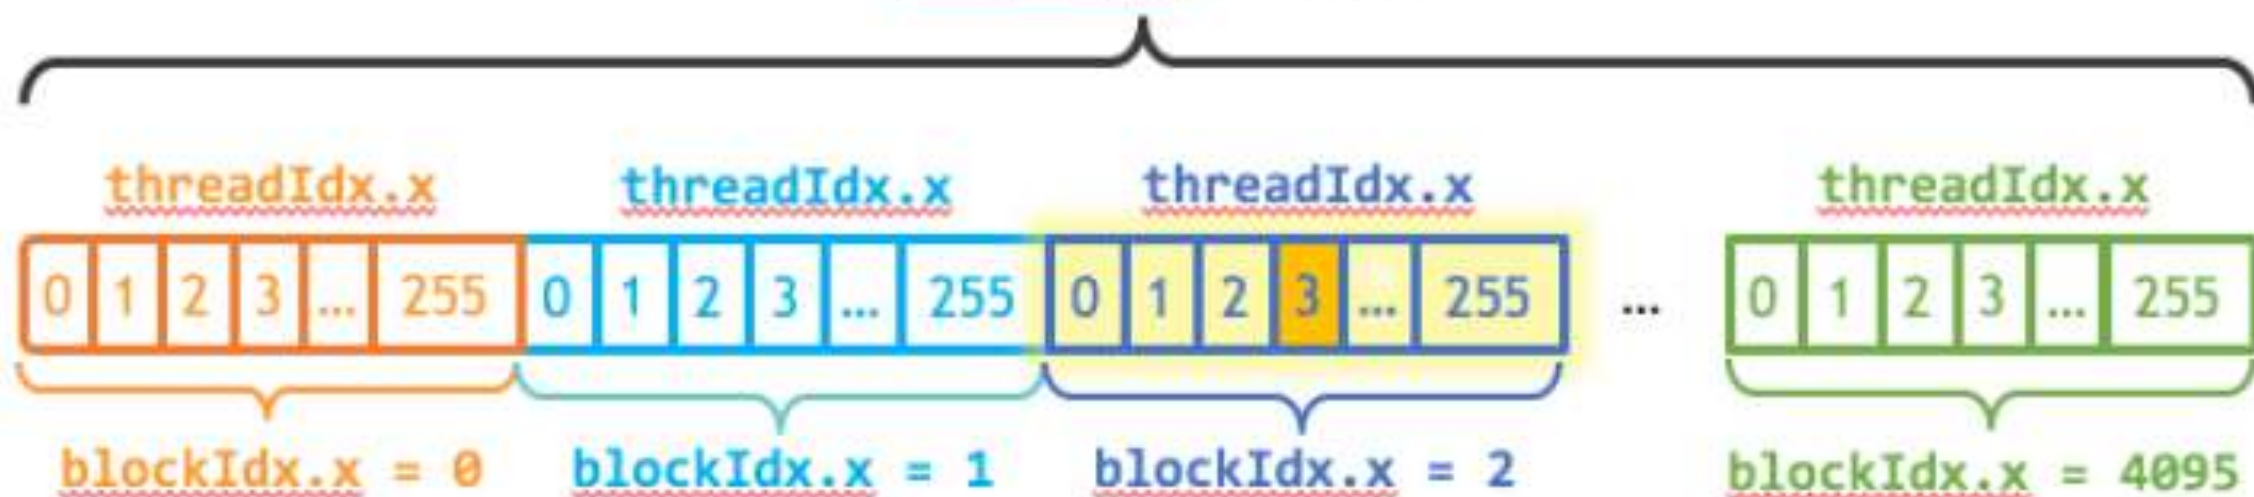 threadIdx.x threadIdx.x threadIdx.x threadIdx.x
0 1 2 3 ... 255 0 1 2 3 ... 255 0 1 2 3 ... 255 ... 0 1 2 3 ... 255
blockIdx.x = 0 blockIdx.x = 1 blockIdx.x = 2 blockIdx.x = 4095